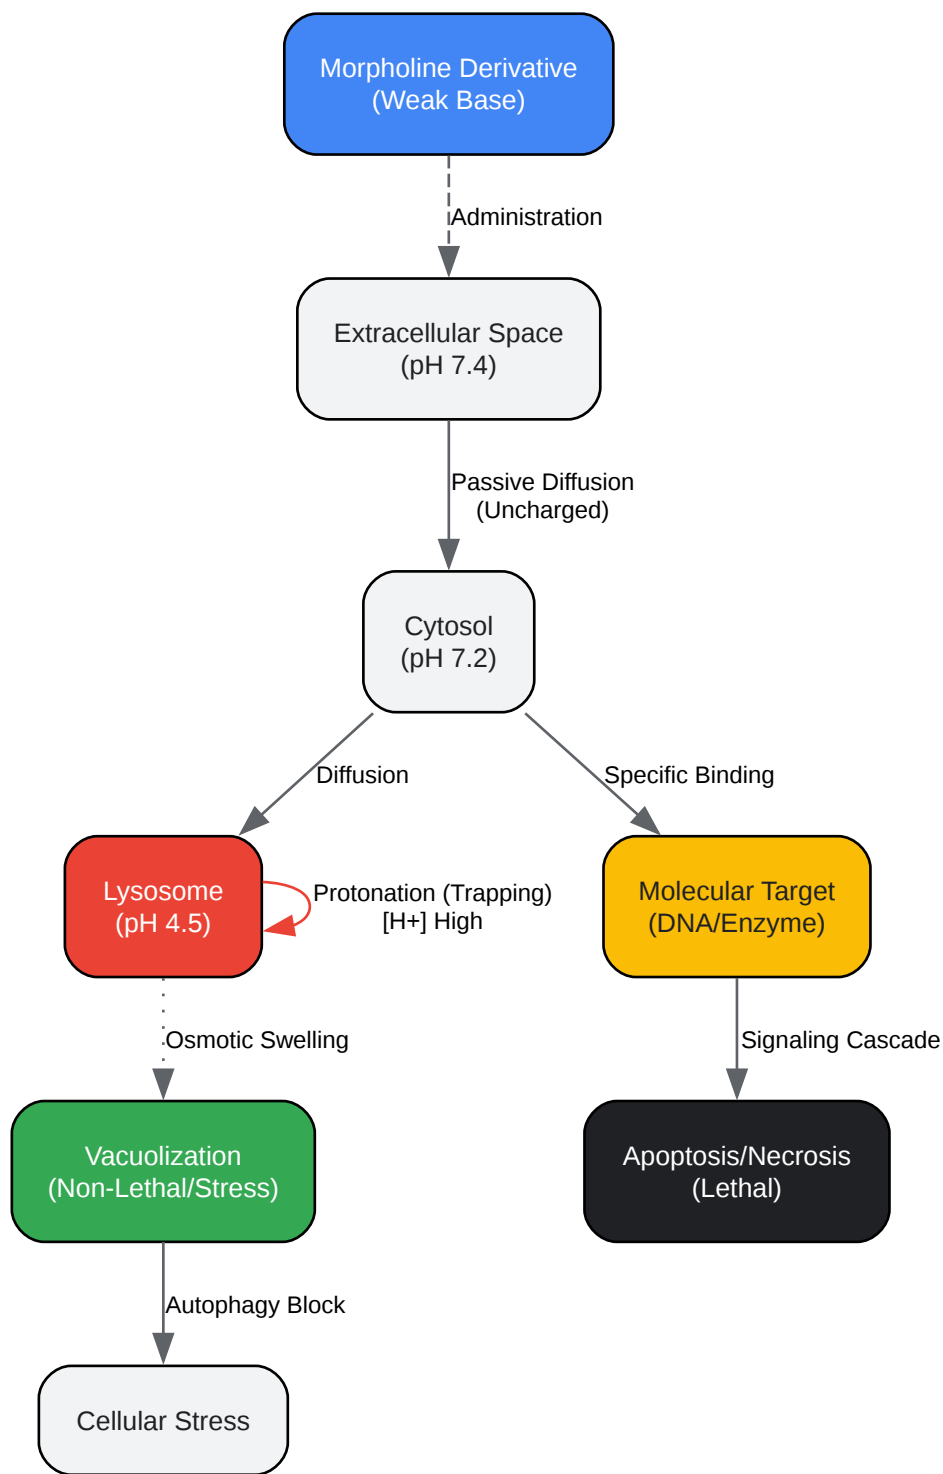 Morpholine Derivative
(Weak Base)
Administration
Extracellular Space
(pH 7.4)
Passive Diffusion
(Uncharged)
Cytosol
(pH 7.2)
Diffusion
Specific Binding
Lysosome
(pH 4.5)
Protonation (Trapping)
[H+] High
Molecular Target
(DNA/Enzyme)
Osmotic Swelling
Signaling Cascade
Vacuolization
(Non-Lethal/Stress)
Apoptosis/Necrosis
(Lethal)
Autophagy Block
Cellular Stress